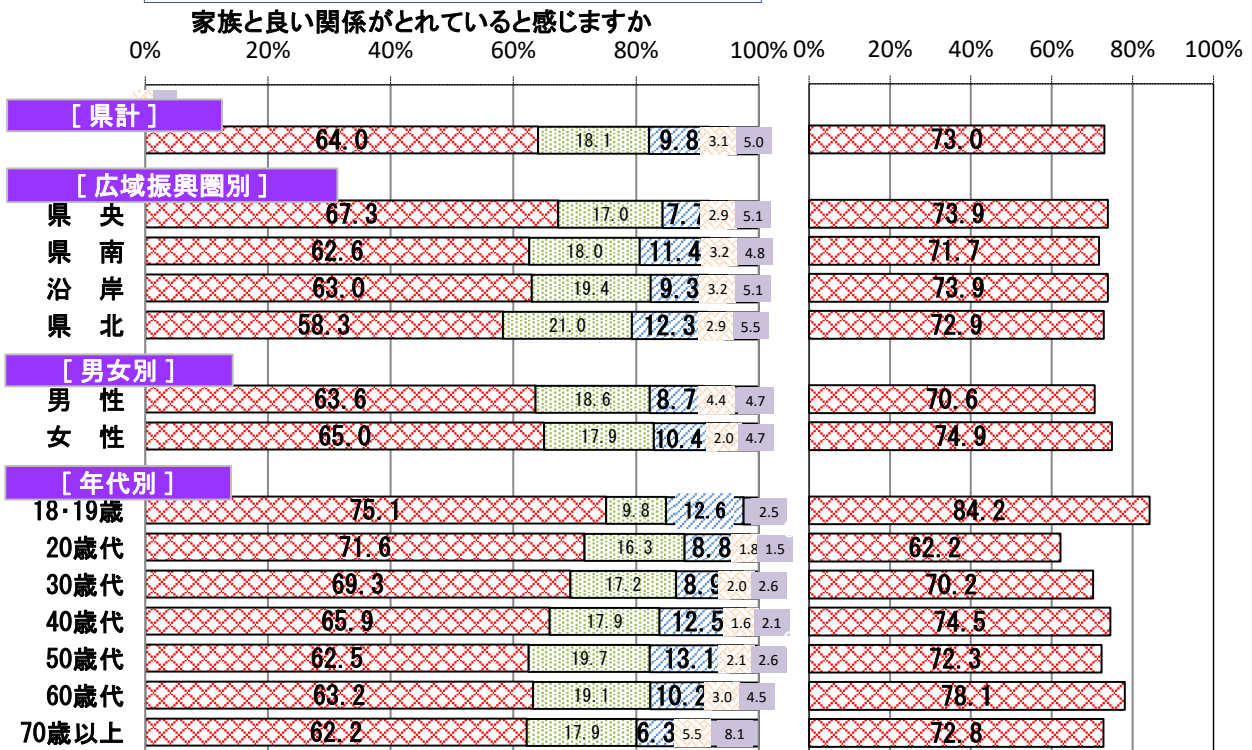 家族と良い関係がとれていると感じますか
0% 20% 40% 60% 80% 100% 0% 20% 40% 60% 80% 100%
[ 県計 ]
64.0 18.1 9.8 3.1 5.0 73.0
[ 広域振興圏別 ]
県 央 67.3 17.0 7.7 2.9 5.1 73.9
県 南 62.6 18.0 11.4 3.2 4.8 71.7
沿 岸 63.0 19.4 9.3 3.2 5.1 73.9
県 北 58.3 21.0 12.3 2.9 5.5 72.9
[ 男女別 ]
男 性 63.6 18.6 8.7 4.4 4.7 70.6
女 性 65.0 17.9 10.4 2.0 4.7 74.9
[ 年代別 ]
18・19歳 75.1 9.8 12.6 2.5 84.2
20歳代 71.6 16.3 8.8 1.8 1.5 62.2
30歳代 69.3 17.2 8.9 2.0 2.6 70.2
40歳代 65.9 17.9 12.5 1.6 2.1 74.5
50歳代 62.5 19.7 13.1 2.1 2.6 72.3
60歳代 63.2 19.1 10.2 3.0 4.5 78.1
70歳以上 62.2 17.9 6.3 5.5 8.1 72.8